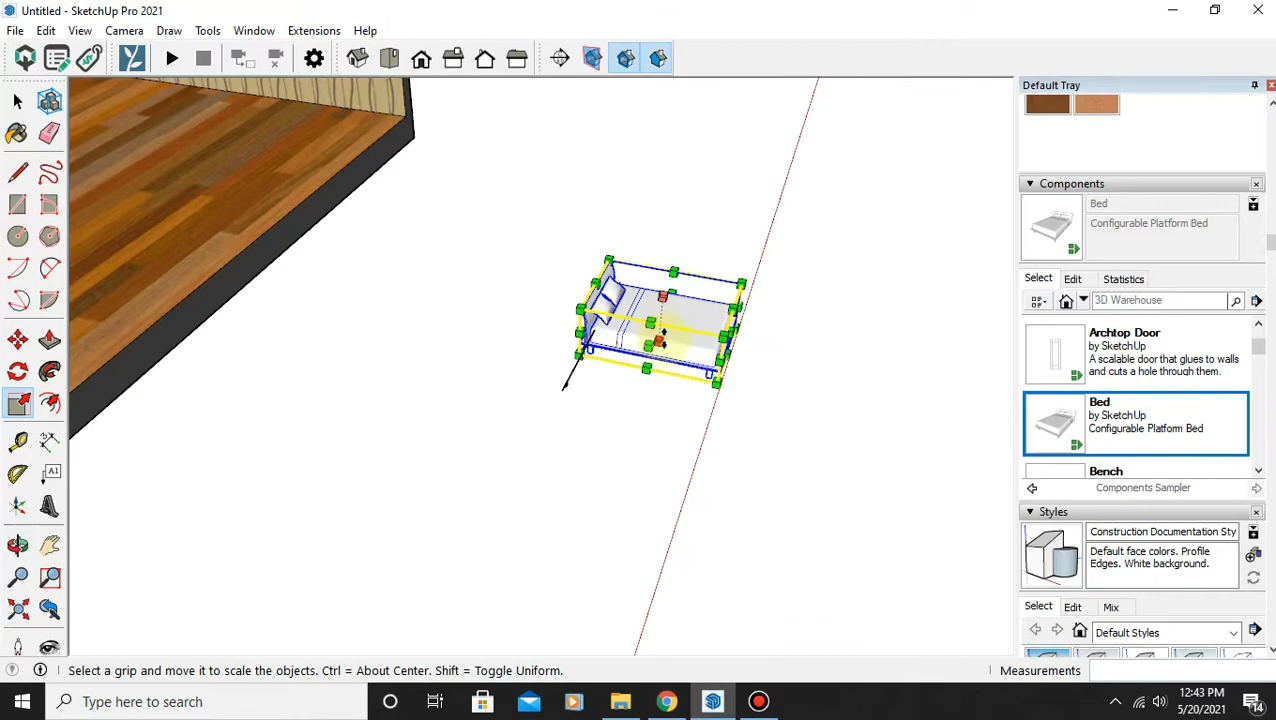 Untitled - SketchUp Pro 2021
File Edit View Camera Draw Tools Window Extensions Help
Default Tray
Components
Bed
Configurable Platform Bed
Select Edit Statistics
3D Warehouse
Archtop Door
by SketchUp
A scalable door that glues to walls and cuts a hole through them.
Bed
by SketchUp
Configurable Platform Bed
Bench
Components Sampler
Styles
Construction Documentation Sty
Default face colors. Profile
Edges. White background.
Select Edit Mix
Default Styles
A1
Select a grip and move it to scale the objects. Ctrl = About Center. Shift = Toggle Uniform.
Measurements
Type here to search
12:43 PM
5/20/2021
14